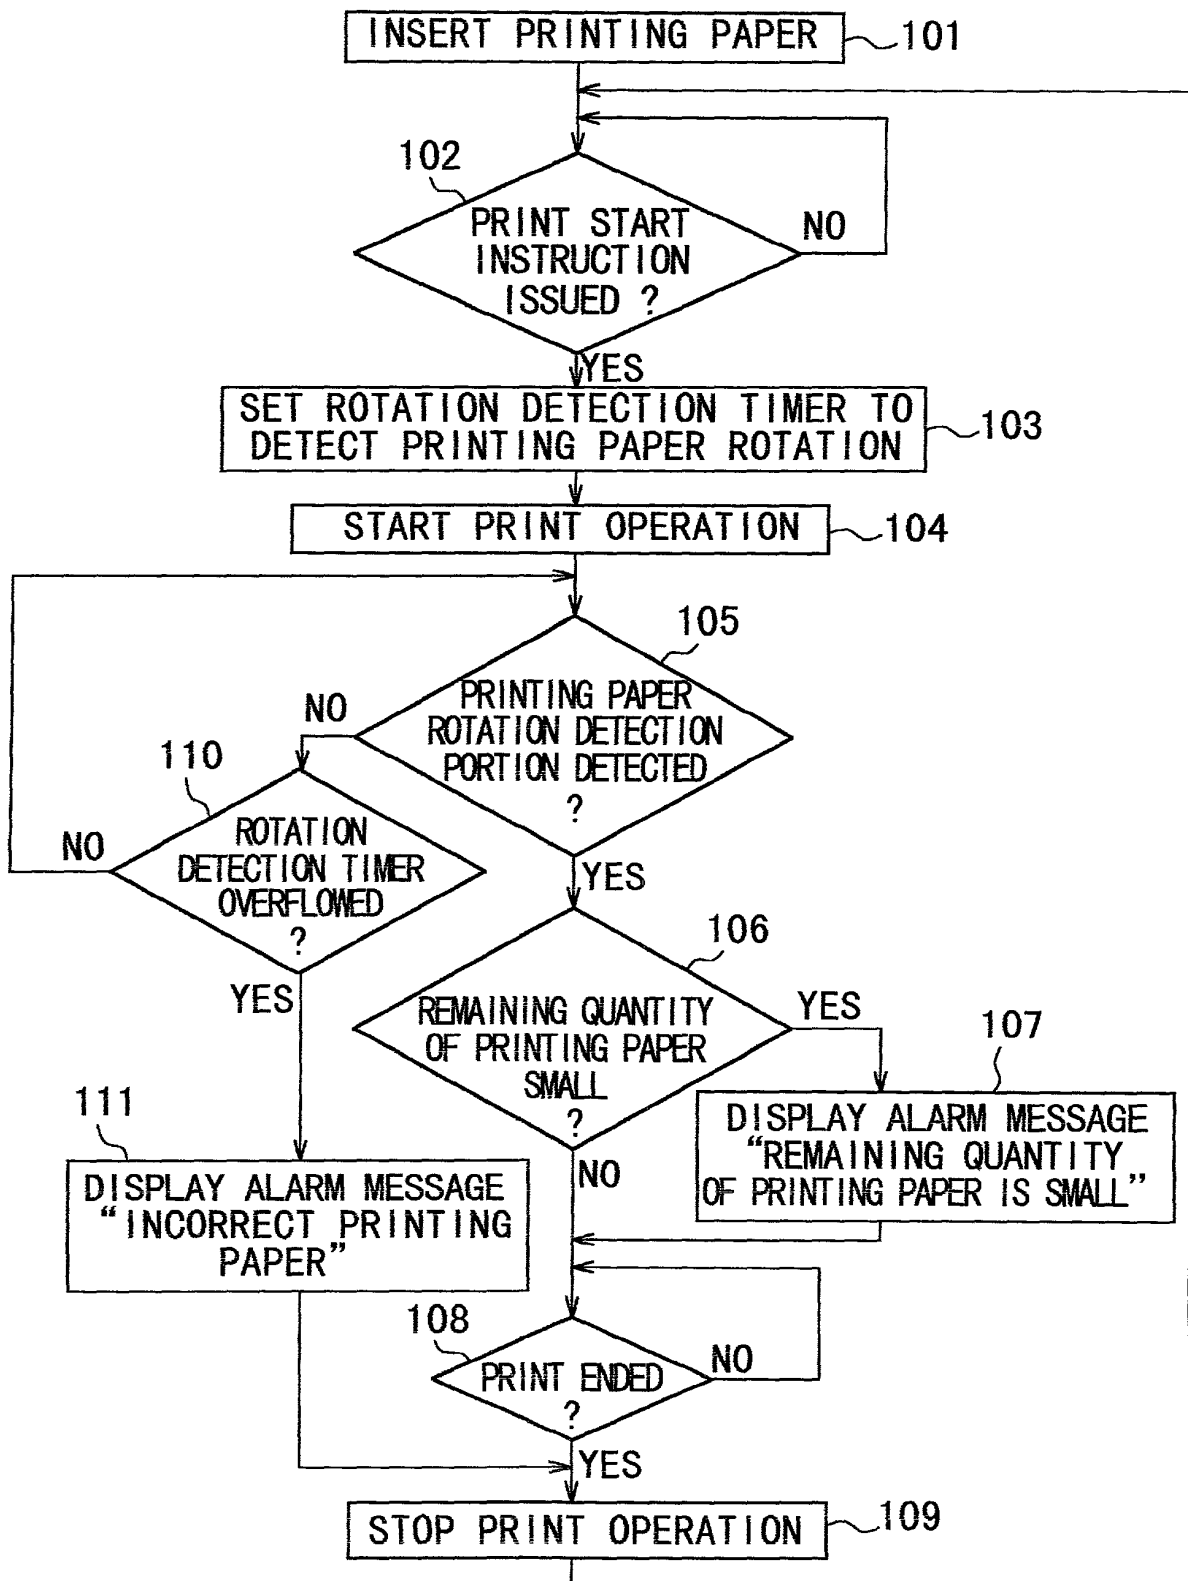 INSERT PRINTING PAPER
101
102
PRINT START
INSTRUCTION
ISSUED ?
NO
YES
SET ROTATION DETECTION TIMER TO
DETECT PRINTING PAPER ROTATION
103
START PRINT OPERATION
104
105
PRINTING PAPER
ROTATION DETECTION
PORTION DETECTED
?
NO
YES
110
ROTATION
DETECTION TIMER
OVERFLOWED
?
NO
YES
106
REMAINING QUANTITY
OF PRINTING PAPER
SMALL
?
YES
NO
107
DISPLAY ALARM MESSAGE
“REMAINING QUANTITY
OF PRINTING PAPER IS SMALL”
111
DISPLAY ALARM MESSAGE
“INCORRECT PRINTING
PAPER”
108
PRINT ENDED
?
NO
YES
STOP PRINT OPERATION
109